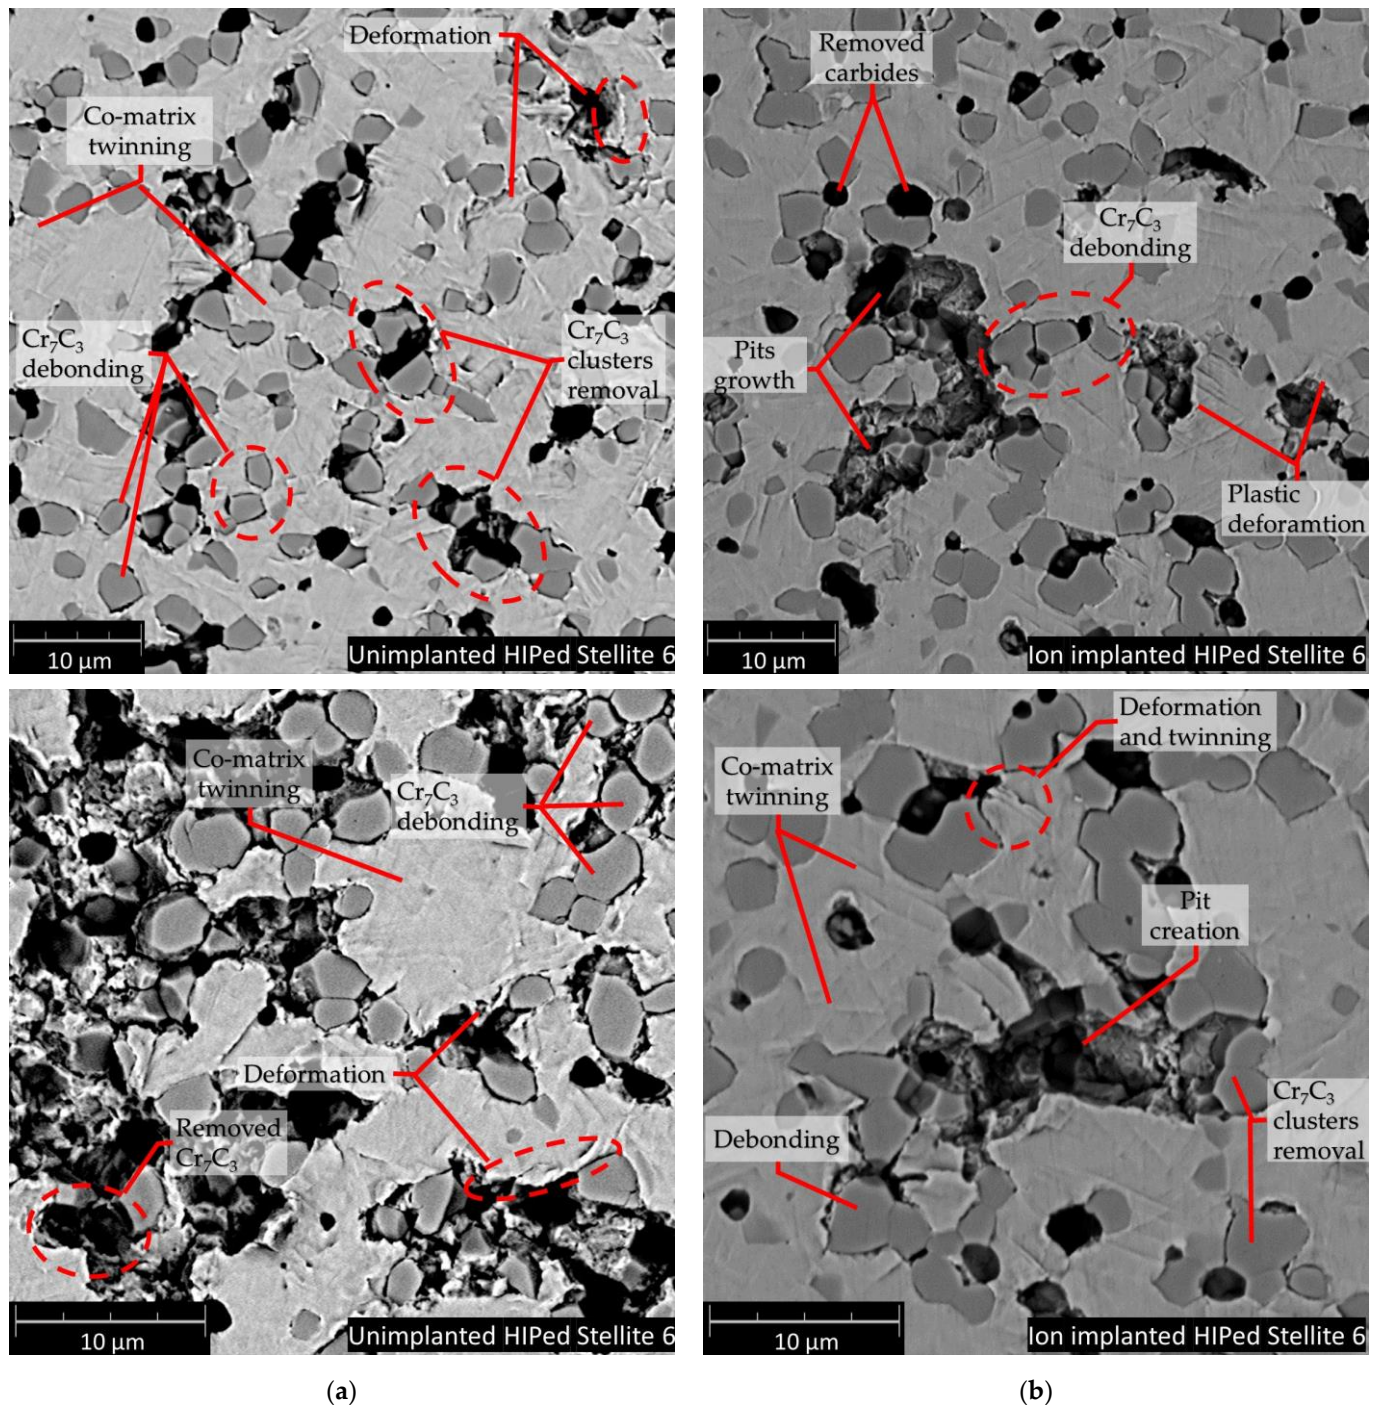 Deformation
Co-matrix
twinning
Cr₇C₃
debonding
Cr₇C₃
clusters
removal
10 μm
Unimplanted HIPed Stellite 6
Removed
carbides
Cr₇C₃
debonding
Pits
growth
Plastic
deforamtion
10 μm
Ion implanted HIPed Stellite 6
Co-matrix
twinning
Cr₇C₃
debonding
Deformation
Removed
Cr₇C₃
10 μm
Unimplanted HIPed Stellite 6
Deformation
and twinning
Co-matrix
twinning
Pit
creation
Debonding
Cr₇C₃
clusters
removal
10 μm
Ion implanted HIPed Stellite 6
(a)
(b)